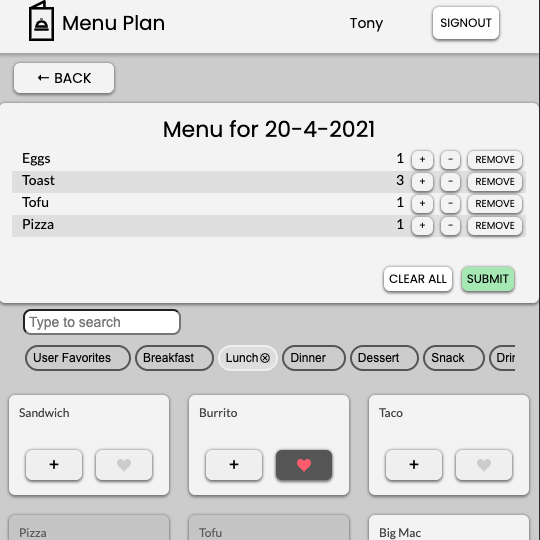 Menu Plan Tony SIGNOUT
← BACK
Menu for 20-4-2021
Eggs 1 + - REMOVE
Toast 3 + - REMOVE
Tofu 1 + - REMOVE
Pizza 1 + - REMOVE
CLEAR ALL SUBMIT
Type to search
User Favorites Breakfast Lunch⊗ Dinner Dessert Snack
Sandwich Burrito Taco
+ + +
Pizza Tofu Big Mac